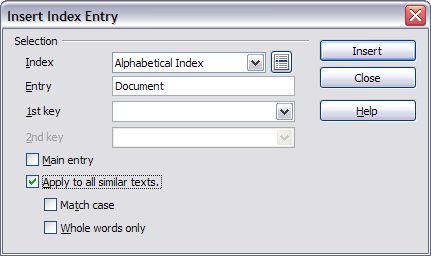 Insert Index Entry
Selection
Index Alphabetical Index Insert
Entry Document Close
1st key Help
2nd key
Main entry
Apply to all similar texts.
Match case
Whole words only